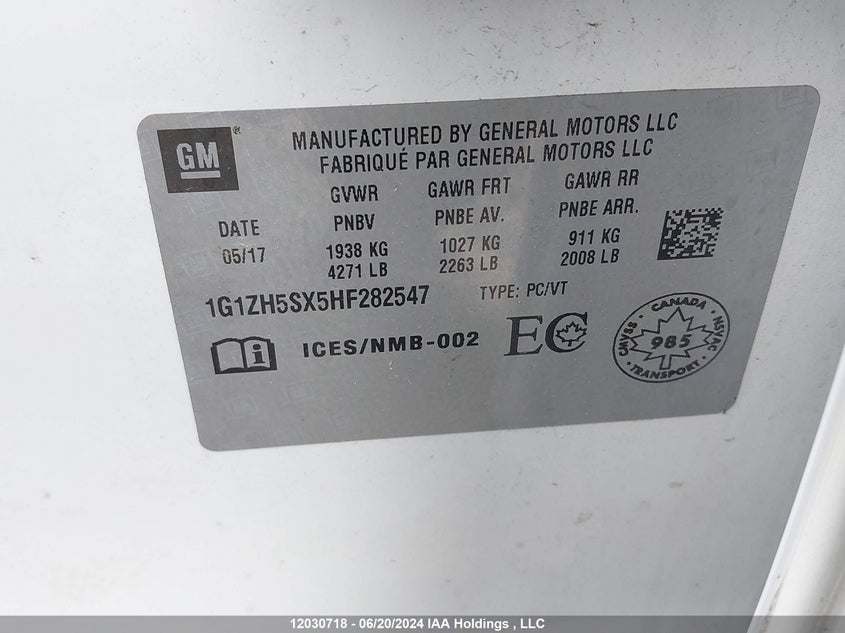 GM®
MANUFACTURED BY GENERAL MOTORS LLC
FABRIQUÉ PAR GENERAL MOTORS LLC
DATE
05/17
GVWR
PNBV
1938 KG
4271 LB
GAWR FRT
PNBE AV.
1027 KG
2263 LB
GAWR RR
PNBE ARR.
911 KG
2008 LB
1G1ZH5SX5HF282547 TYPE: PC/VT
i ICES/NMB-002 EC
CANADA
CMVSS 985 NSVAC
TRANSPORT
12030718 - 06/20/2024 IAA Holdings , LLC